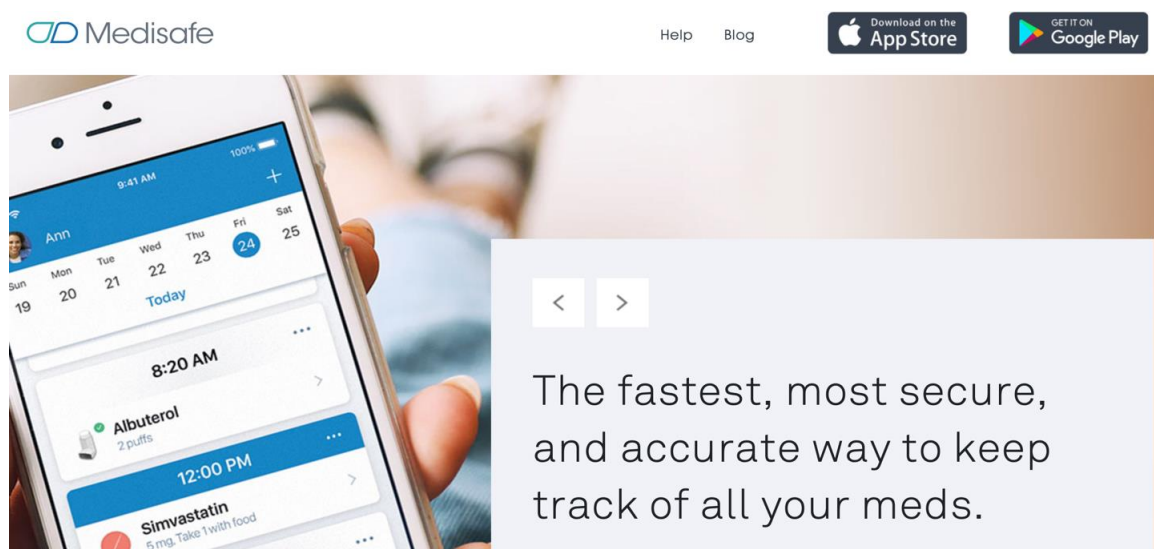 Medisafe
Help
Blog
Download on the
App Store
GET IT ON
Google Play
100%
9:41 AM
Ann
Sun Mon Tue Wed Thu Fri Sat
19 20 21 22 23 24 25
Today
8:20 AM
Albuterol
2 puffs
12:00 PM
Simvastatin
5 mg, Take 1 with food
The fastest, most secure,
and accurate way to keep
track of all your meds.